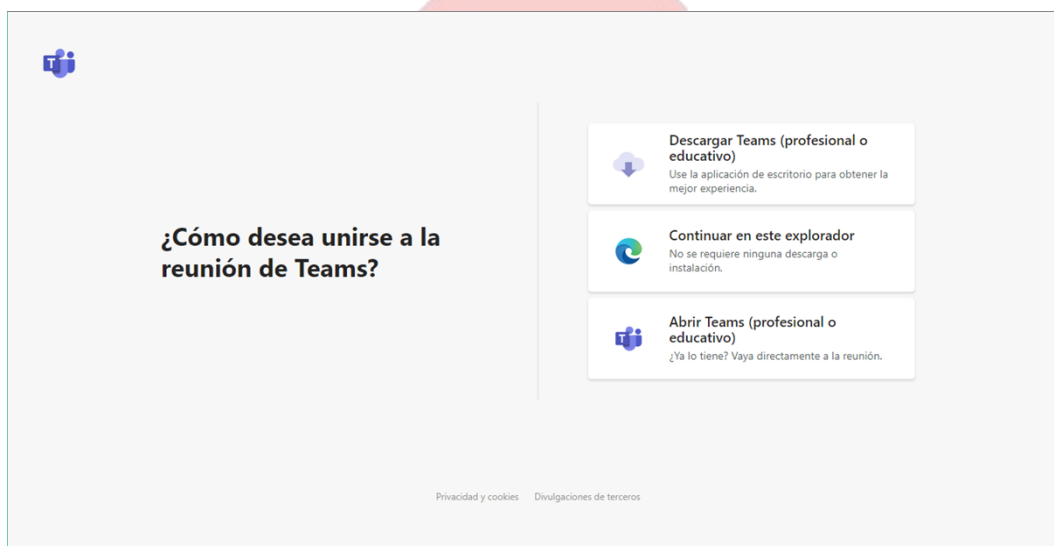 ¿Cómo desea unirse a la
reunión de Teams?
Descargar Teams (profesional o
educativo)
Use la aplicación de escritorio para obtener la
mejor experiencia.
Continuar en este explorador
No se requiere ninguna descarga o
instalación.
Abrir Teams (profesional o
educativo)
¿Ya lo tiene? Vaya directamente a la reunión.
Privacidad y cookies Divulgaciones de terceros